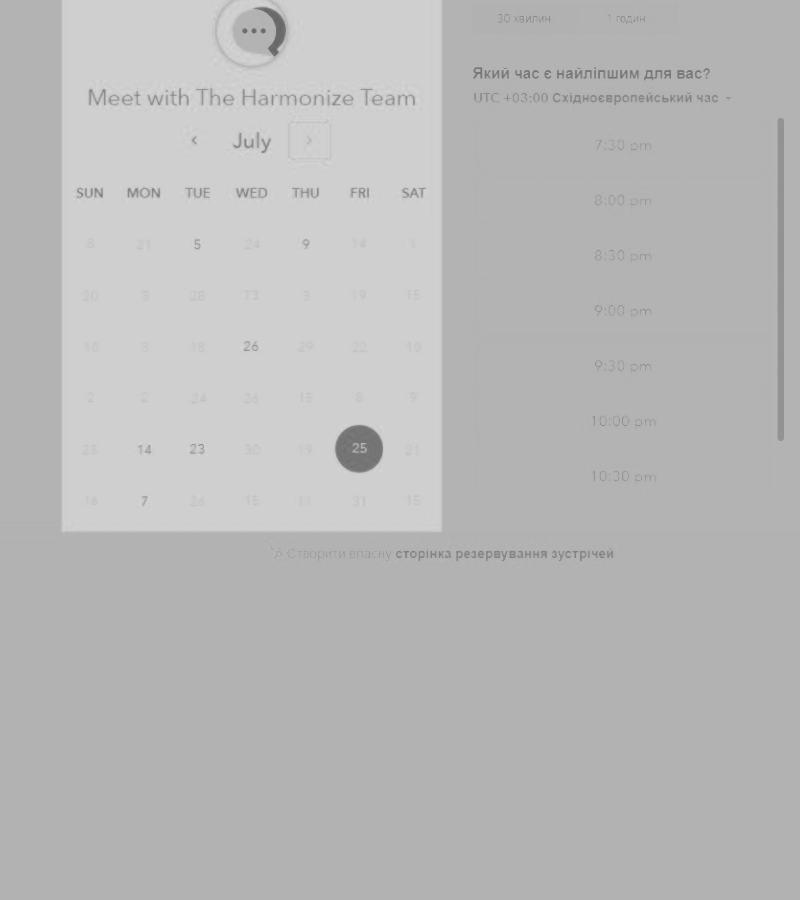 30 хвилин 1 годин
Meet with The Harmonize Team
July
SUN MON TUE WED THU FRI SAT
8 21 5 24 9 14 1
20 3 28 13 3 19 15
16 3 18 26 29 22 10
2 2 24 26 15 8 9
23 14 23 30 19 25 21
16 7 26 15 11 31 15
Який час є найліпшим для вас?
UTC +03:00 Східноєвропейський час
7:30 pm
8:00 pm
8:30 pm
9:00 pm
9:30 pm
10:00 pm
10:30 pm
Створити власну сторінка резервування зустрічей